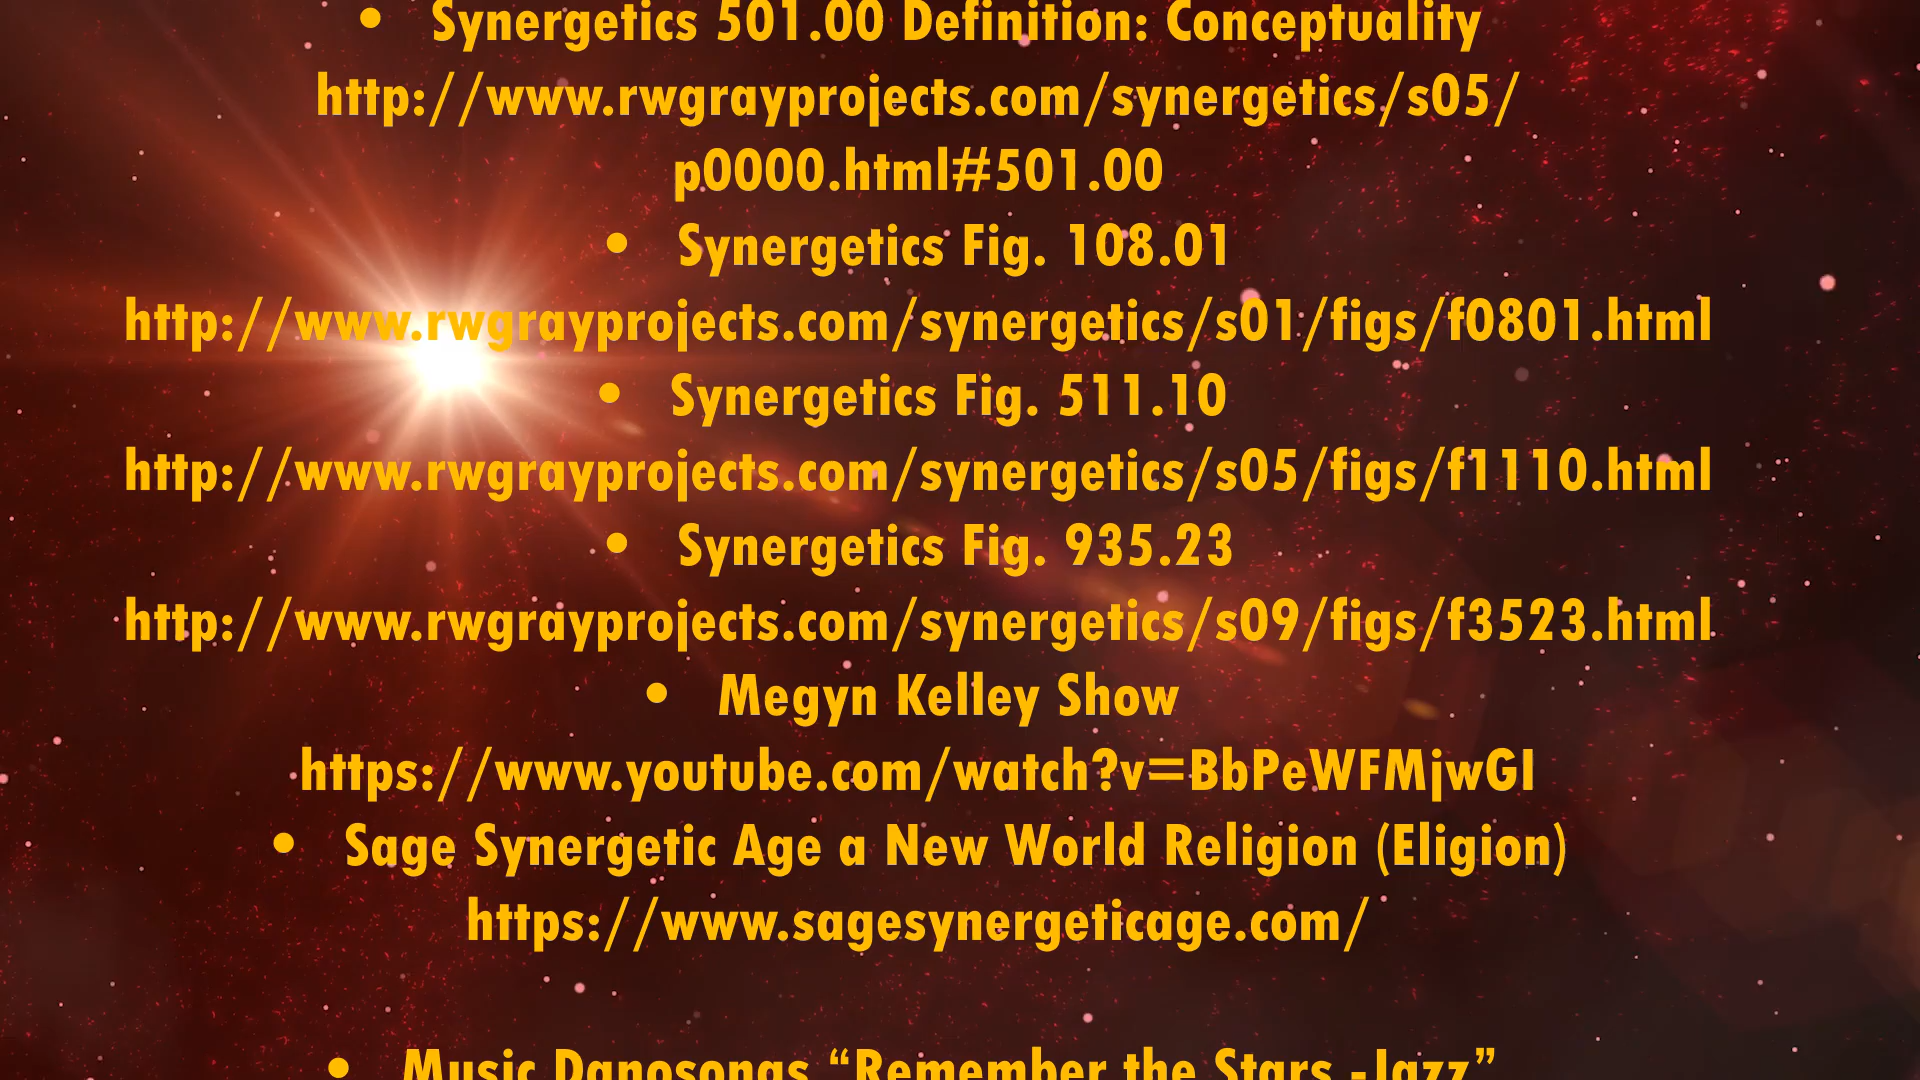 • Synergetics 501.00 Definition: Conceptuality
http://www.rwgrayprojects.com/synergetics/s05/
p0000.html#501.00
• Synergetics Fig. 108.01
http://www.rwgrayprojects.com/synergetics/s01/figs/f0801.html
• Synergetics Fig. 511.10
http://www.rwgrayprojects.com/synergetics/s05/figs/f1110.html
• Synergetics Fig. 935.23
http://www.rwgrayprojects.com/synergetics/s09/figs/f3523.html
• Megyn Kelley Show
https://www.youtube.com/watch?v=BbPeWFMjwGI
• Sage Synergetic Age a New World Religion (Eligion)
https://www.sagesynergeticage.com/
• Music Danosongs “Remember the Stars -Jazz”